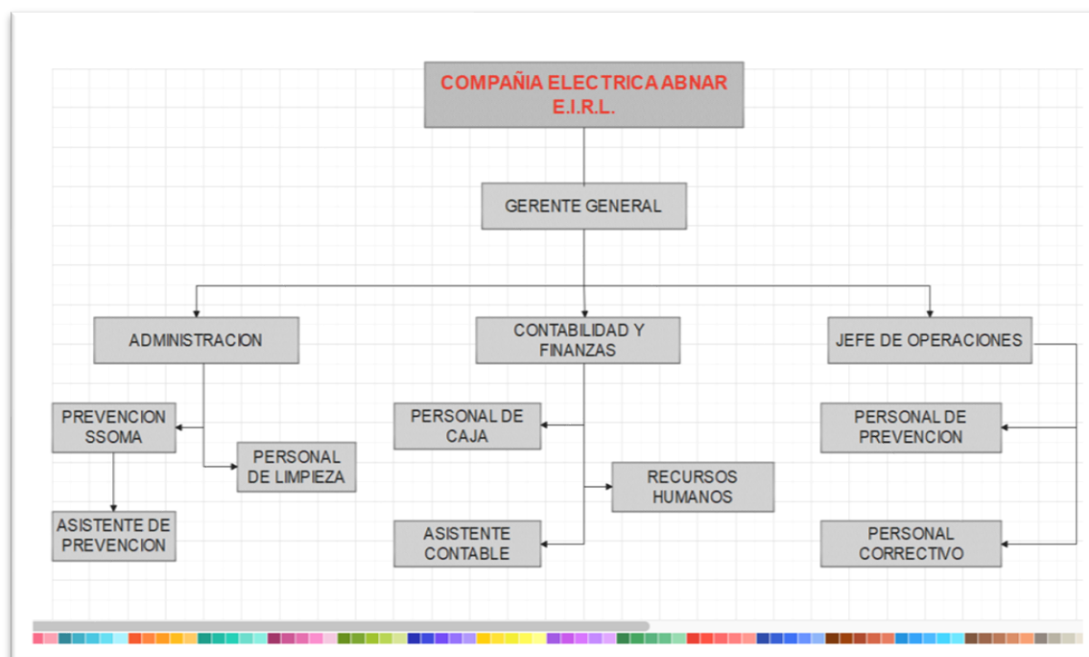 COMPAÑIA ELECTRICA ABNAR
E.I.R.L.
GERENTE GENERAL
ADMINISTRACION
CONTABILIDAD Y
FINANZAS
JEFE DE OPERACIONES
PREVENCION
SSOMA
PERSONAL
DE LIMPIEZA
ASISTENTE DE
PREVENCION
PERSONAL DE
CAJA
RECURSOS
HUMANOS
ASISTENTE
CONTABLE
PERSONAL DE
PREVENCION
PERSONAL
CORRECTIVO